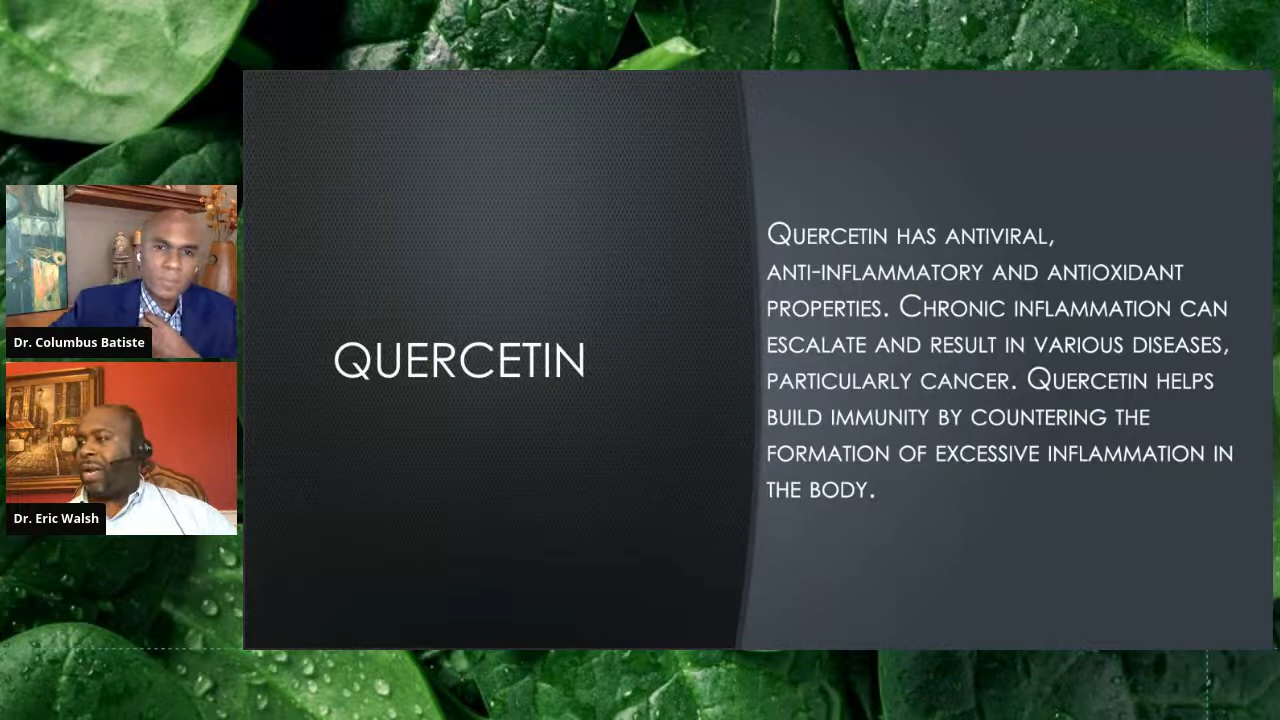 Dr. Columbus Batiste
Dr. Eric Walsh
QUERCETIN
QUERCETIN HAS ANTIVIRAL,
ANTI-INFLAMMATORY AND ANTIOXIDANT
PROPERTIES. CHRONIC INFLAMMATION CAN
ESCALATE AND RESULT IN VARIOUS DISEASES,
PARTICULARLY CANCER. QUERCETIN HELPS
BUILD IMMUNITY BY COUNTERING THE
FORMATION OF EXCESSIVE INFLAMMATION IN
THE BODY.